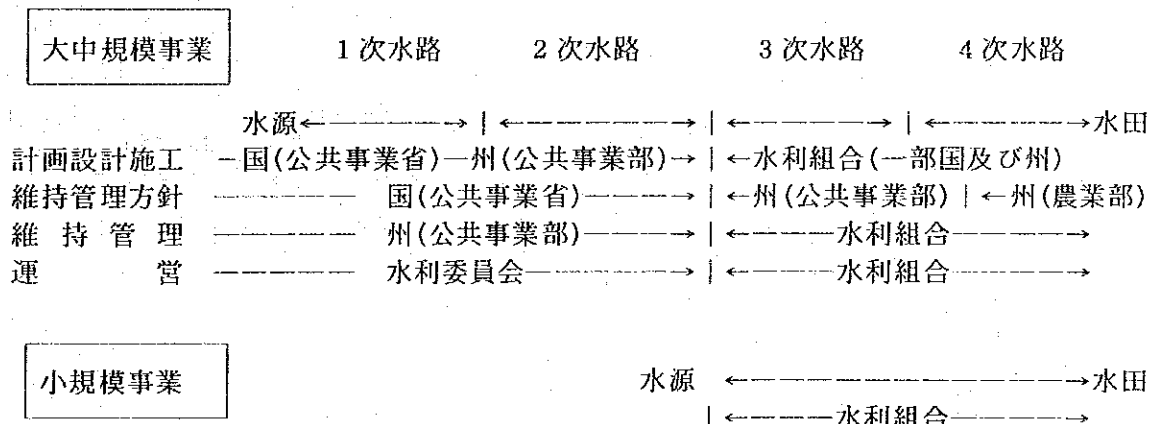 大中規模事業 1次水路 2次水路 3次水路 4次水路
水源←―――――→|←―――――――→|←――――――→|←――――――→水田
計画設計施工 ―国(公共事業省)―州(公共事業部)→|←水利組合(一部国及び州)
維持管理方針 ――――― 国(公共事業省)――――→|←州(公共事業部)|←州(農業部)
維持管理 ――――― 州(公共事業部)――――→|←――――水利組合―――――→
運営 ――――― 水利委員会――――――→|←――――水利組合―――――→
小規模事業 水源 ←―――――――――――――→水田
|←――――水利組合―――――→